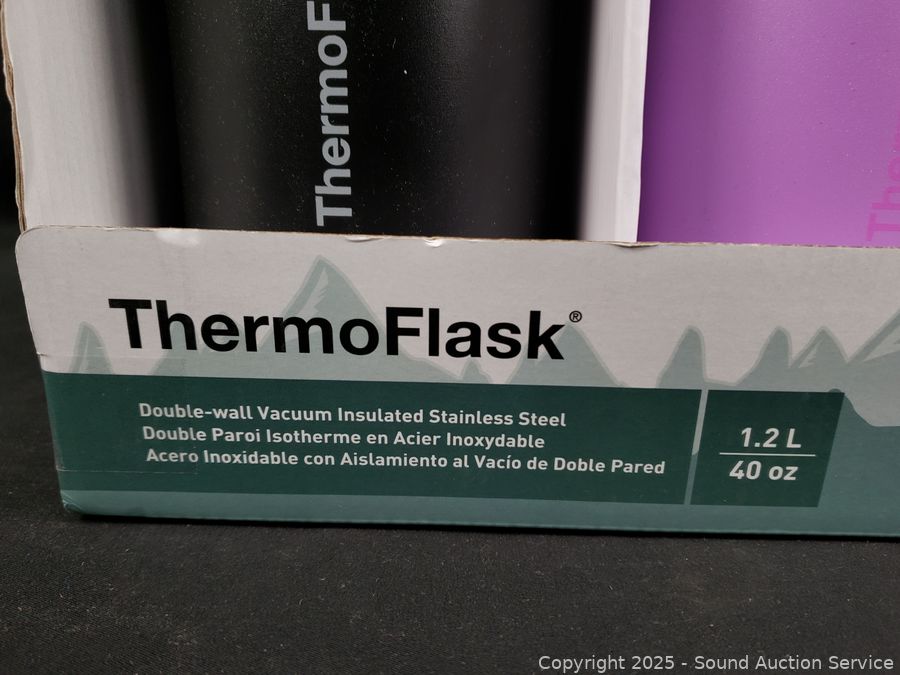 ThermoF
Ther
ThermoFlask®
Double-wall Vacuum Insulated Stainless Steel
Double Paroi Isotherme en Acier Inoxydable
Acero Inoxidable con Aislamiento al Vacío de Doble Pared
1.2 L
40 oz
Copyright 2025 - Sound Auction Service